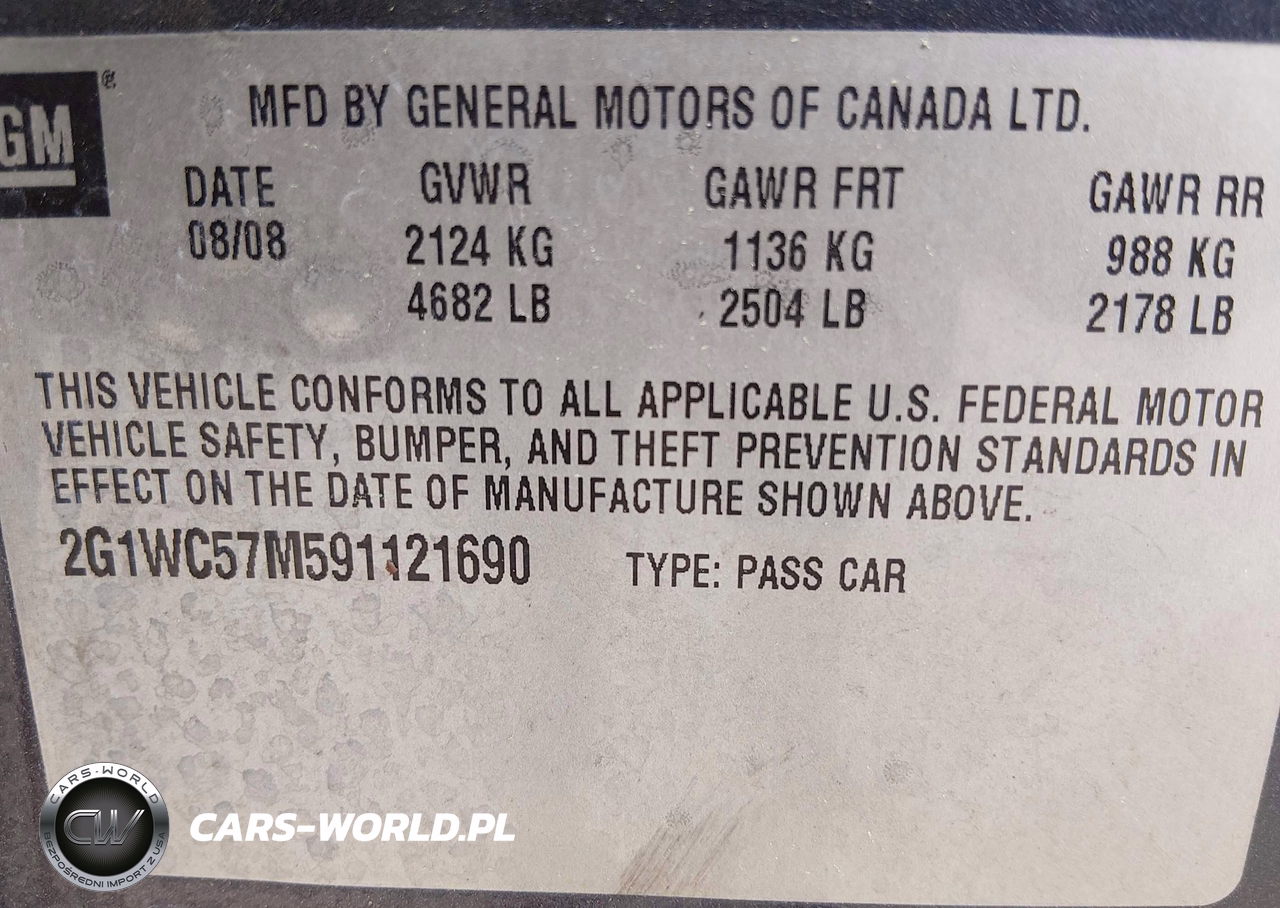 GM®
MFD BY GENERAL MOTORS OF CANADA LTD.
DATE GVWR GAWR FRT GAWR RR
08/08 2124 KG 1136 KG 988 KG
4682 LB 2504 LB 2178 LB
THIS VEHICLE CONFORMS TO ALL APPLICABLE U.S. FEDERAL MOTOR
VEHICLE SAFETY, BUMPER, AND THEFT PREVENTION STANDARDS IN
EFFECT ON THE DATE OF MANUFACTURE SHOWN ABOVE.
2G1WC57M591121690 TYPE: PASS CAR
CARS-WORLD
CW
BEZPOŚREDNI IMPORT Z USA
CARS-WORLD.PL